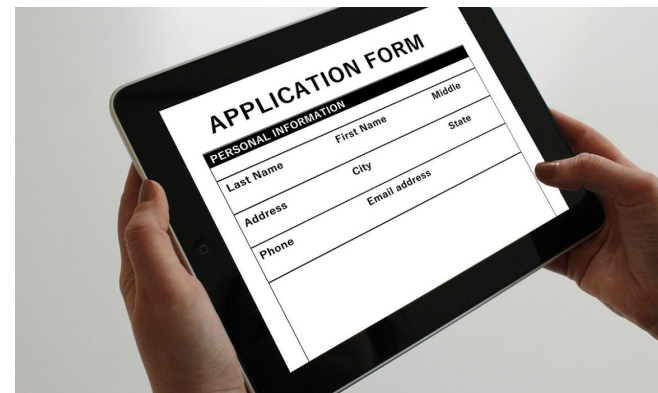 APPLICATION FORM
PERSONAL INFORMATION
Last Name First Name Middle
Address City State
Phone Email address